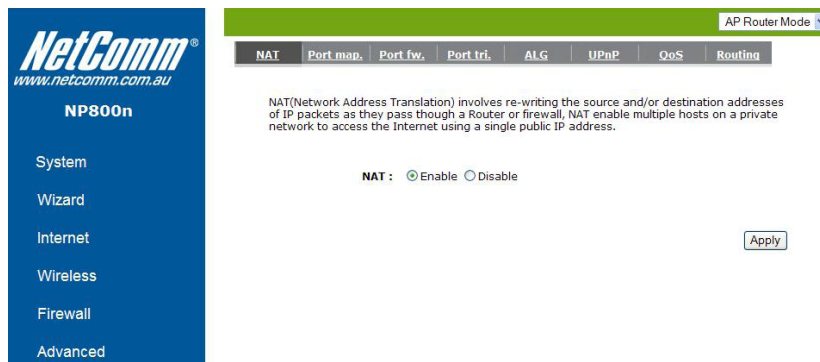 AP Router Mode
NetComm®
www.netcomm.com.au
NP800n
System
Wizard
Internet
Wireless
Firewall
Advanced
NAT Port map. Port fw. Port tri. ALG UPnP QoS Routing
NAT(Network Address Translation) involves re-writing the source and/or destination addresses
of IP packets as they pass though a Router or firewall, NAT enable multiple hosts on a private
network to access the Internet using a single public IP address.
NAT : Enable Disable
Apply